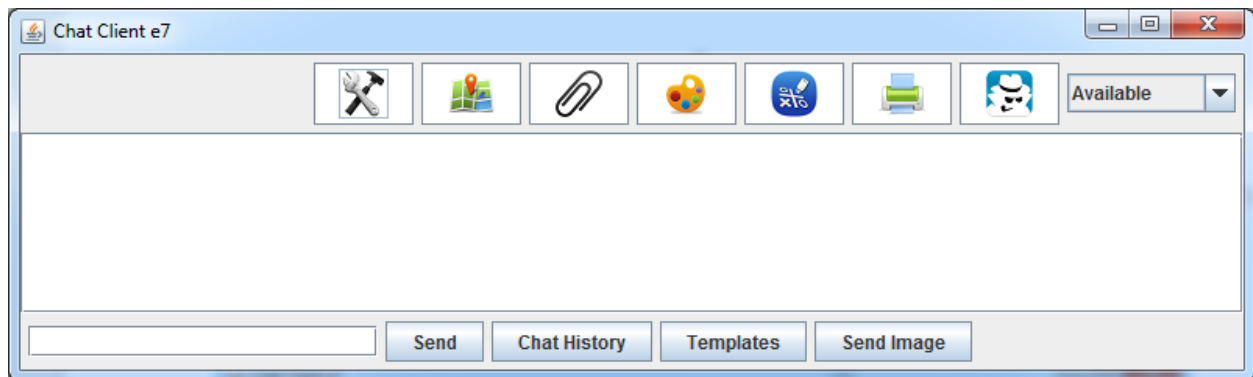 Chat Client e7
Available
Send Chat History Templates Send Image